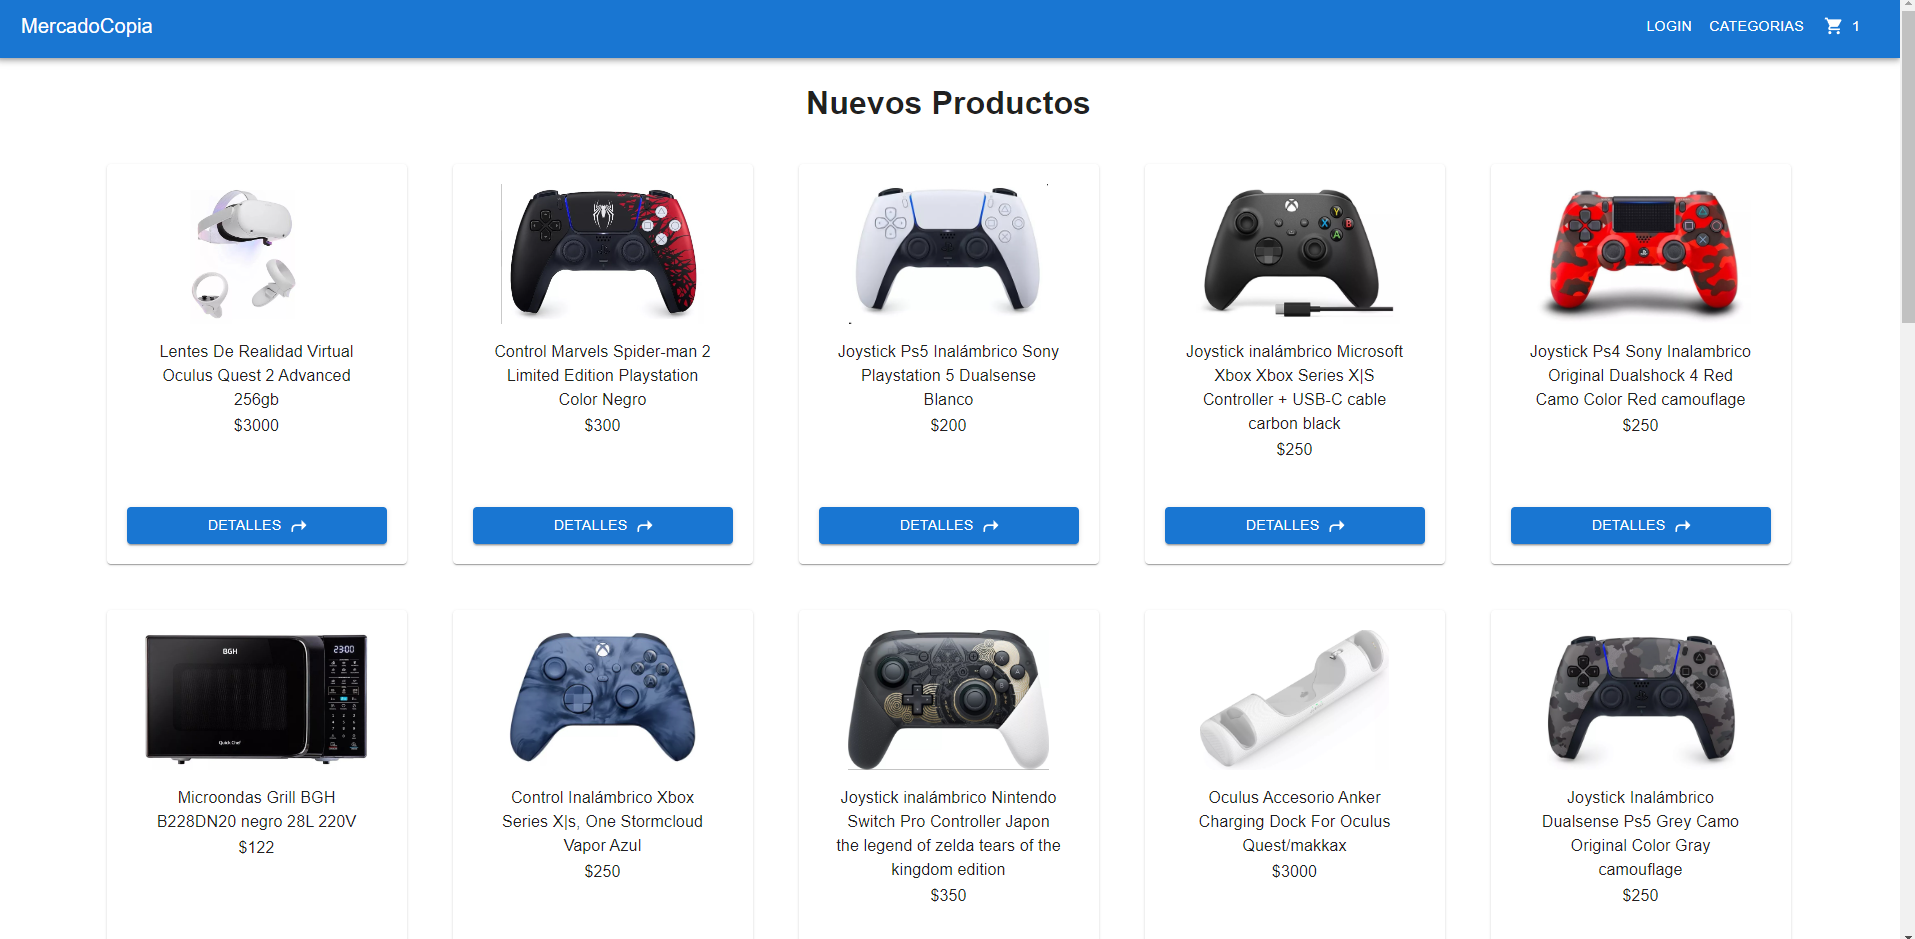 MercadoCopia
LOGIN CATEGORIAS 1
Nuevos Productos
Lentes De Realidad Virtual
Oculus Quest 2 Advanced
256gb
$3000
DETALLES
Control Marvels Spider-man 2
Limited Edition Playstation
Color Negro
$300
DETALLES
Joystick Ps5 Inalámbrico Sony
Playstation 5 Dualsense
Blanco
$200
DETALLES
Joystick inalámbrico Microsoft
Xbox Xbox Series X|S
Controller + USB-C cable
carbon black
$250
DETALLES
Joystick Ps4 Sony Inalambrico
Original Dualshock 4 Red
Camo Color Red camouflage
$250
DETALLES
BGH
23:00
Quick Chef
Microondas Grill BGH
B228DN20 negro 28L 220V
$122
Control Inalámbrico Xbox
Series X|s, One Stormcloud
Vapor Azul
$250
Joystick inalámbrico Nintendo
Switch Pro Controller Japon
the legend of zelda tears of the
kingdom edition
$350
Oculus Accesorio Anker
Charging Dock For Oculus
Quest/makkax
$3000
Joystick Inalámbrico
Dualsense Ps5 Grey Camo
Original Color Gray
camouflage
$250